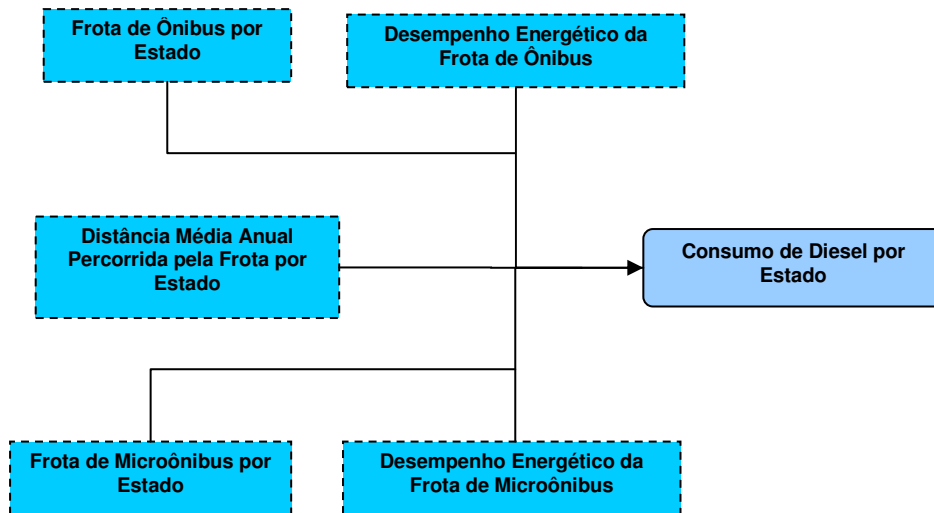 Frota de Ônibus por
Estado
Desempenho Energético da
Frota de Ônibus
Distância Média Anual
Percorrida pela Frota por
Estado
Consumo de Diesel por
Estado
Frota de Microônibus por
Estado
Desempenho Energético da
Frota de Microônibus